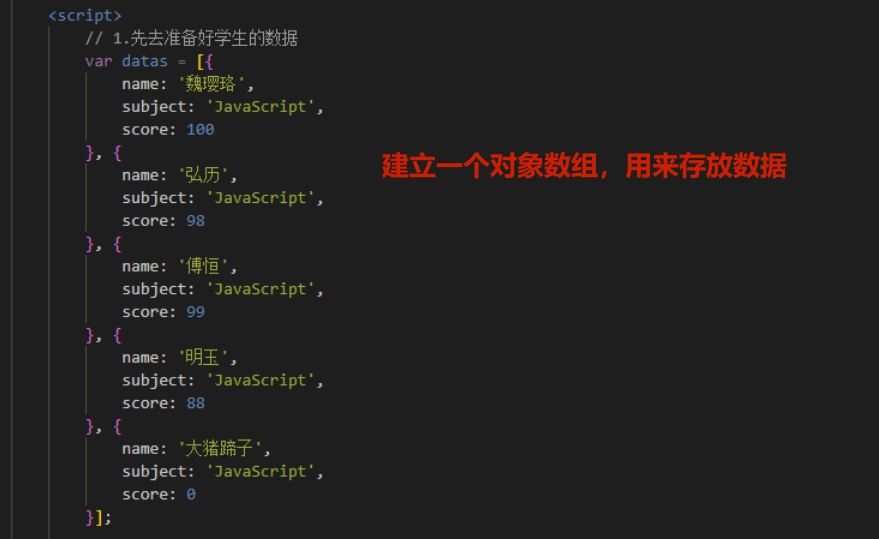 <script>
// 1.先去准备好学生的数据
var datas = [{
name: '魏璎珞',
subject: 'JavaScript',
score: 100
}, {
建立一个对象数组，用来存放数据
name: '弘历',
subject: 'JavaScript',
score: 98
}, {
name: '傅恒',
subject: 'JavaScript',
score: 99
}, {
name: '明玉',
subject: 'JavaScript',
score: 88
}, {
name: '大猪蹄子',
subject: 'JavaScript',
score: 0
}];